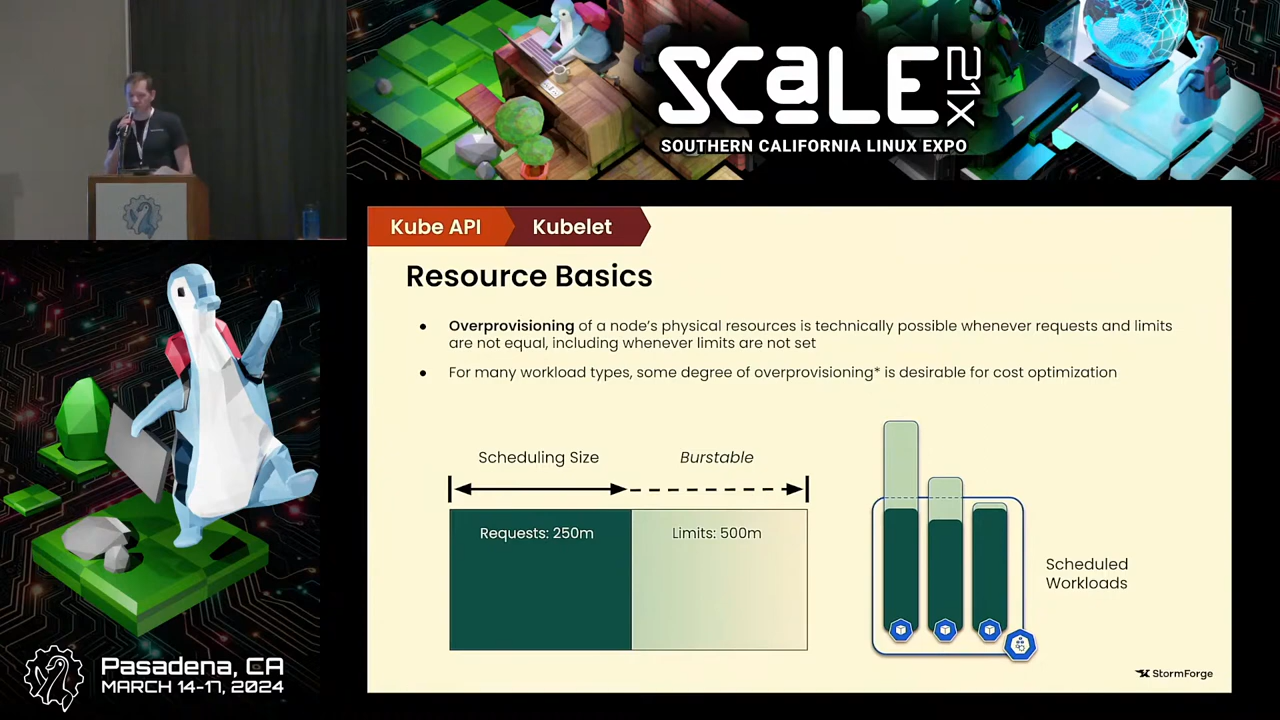 SCaLE 21X
SOUTHERN CALIFORNIA LINUX EXPO
Kube API
Kubelet
Resource Basics
● Overprovisioning of a node's physical resources is technically possible whenever requests and limits
are not equal, including whenever limits are not set
● For many workload types, some degree of overprovisioning* is desirable for cost optimization
Scheduling Size
Burstable
Requests: 250m
Limits: 500m
Scheduled
Workloads
StormForge
Pasadena, CA
MARCH 14-17, 2024